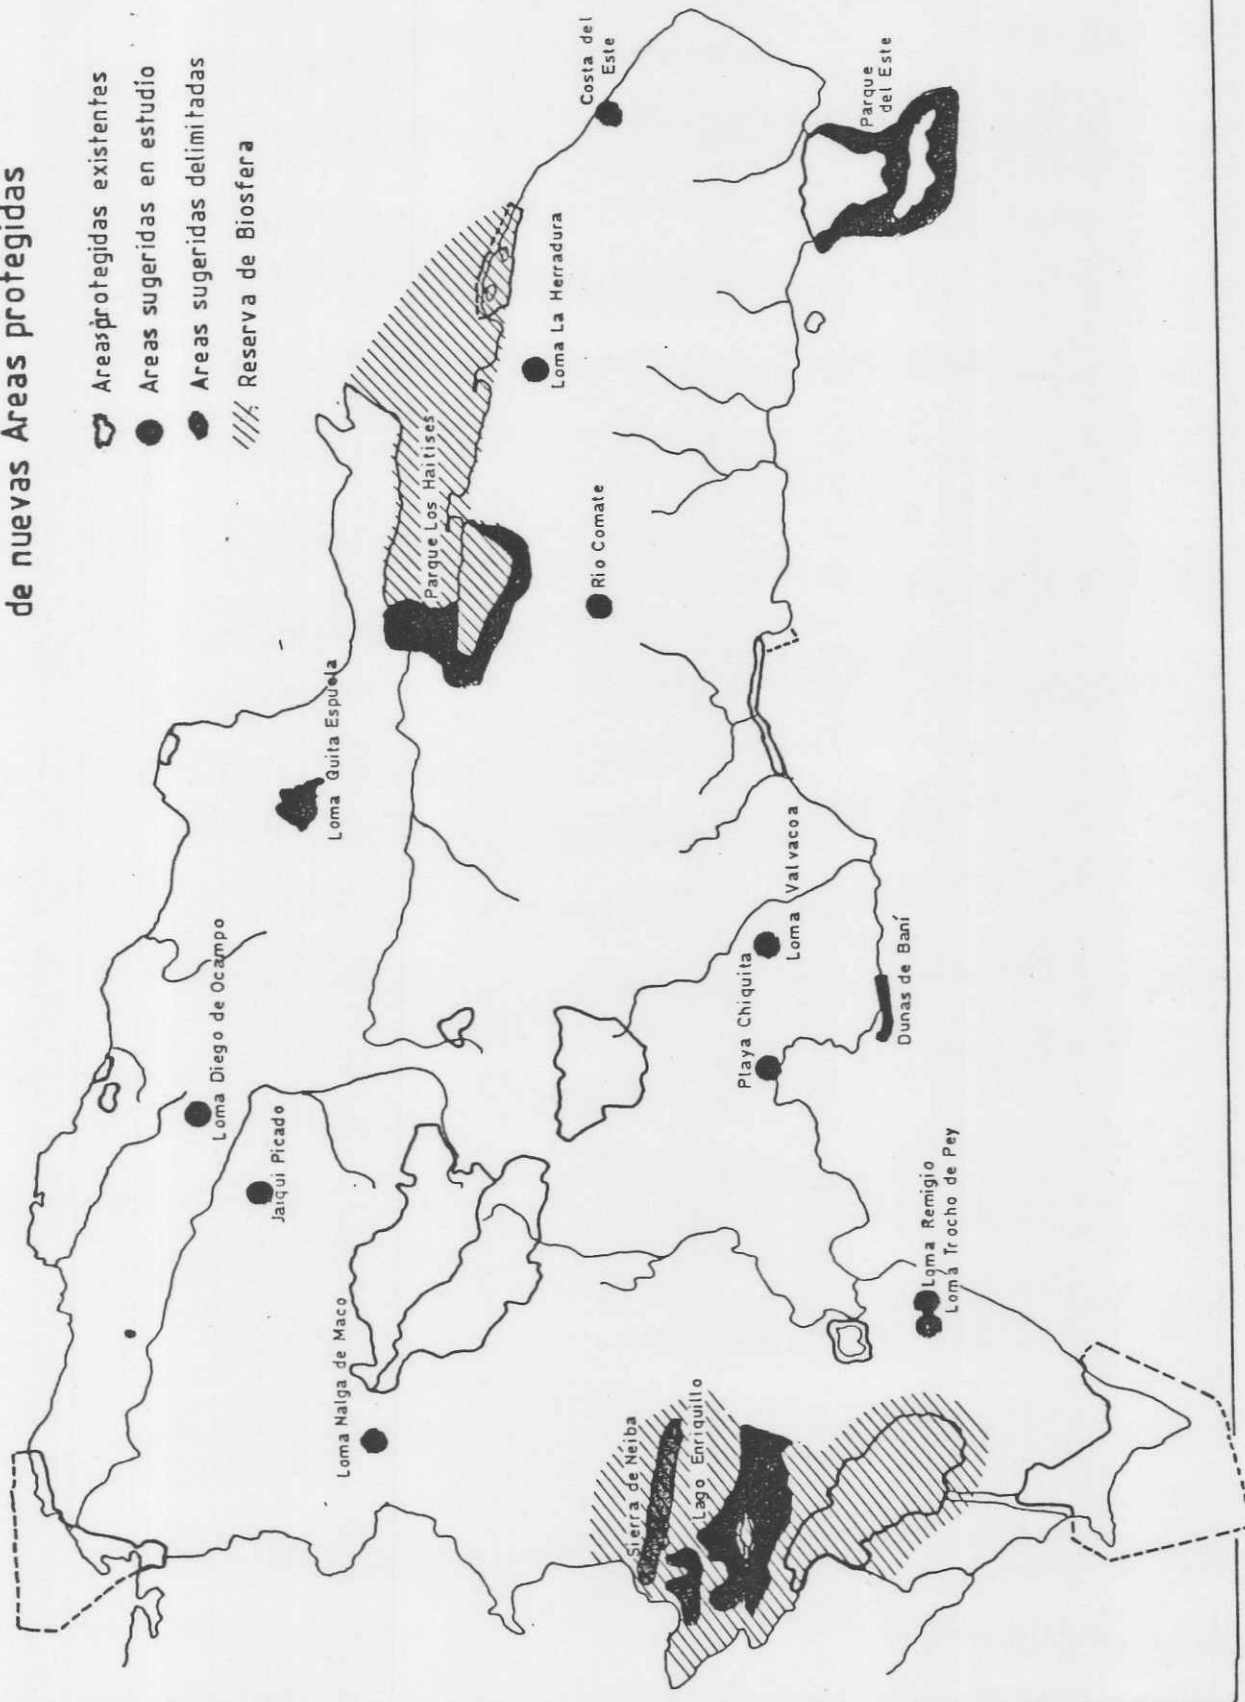 de nuevas Areas protegidas
Areas protegidas existentes
Areas sugeridas en estudio
Areas sugeridas delimitadas
Reserva de Biosfera
Costa del
Este
Parque
del Este
Loma La Herradura
Parque Los Haitises
Rio Comate
Loma Quita Espuela
Loma Diego de Ocampo
Jaiqui Picado
Loma Valvacoa
Playa Chiquita
Dunas de Baní
Loma Nalga de Maco
Loma Remigio
Loma Trocho de Pey
Sierra de Neiba
Lago Enriquillo